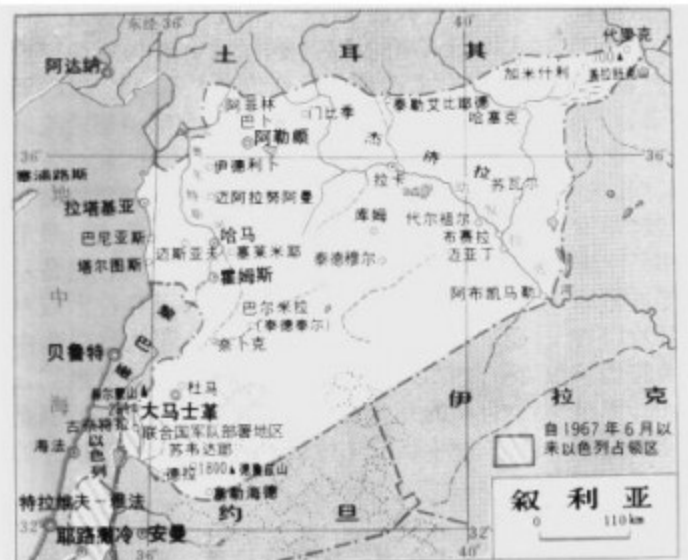 东经 36°
40°
土 耳 其
代里克
阿达纳
加米什利
阿菲林
门比季
泰勒艾比耶德
巴卜
哈塞克
阿勒颇
杰
36°
36°
塞浦路斯
伊德利卜
拉
地
拉卡
苏瓦尔
迈阿拉努阿曼
拉塔基亚
库姆
代尔祖尔
哈马
布赛拉
巴尼亚斯
迈斯亚夫
塞莱米耶
迈亚丁
塔尔图斯
泰德穆尔
霍姆斯
中
阿布凯马勒
河
巴尔米拉
(泰德泰尔)
奈卜克
巴
贝鲁特
海
杜马
伊 拉 克
大马士革
联合国军队部署地区
自1967年6月以
来以色列占领区
以色列
海法
苏韦达
德拉
1800
特拉维夫-雅法
叙利亚
约 旦
0 110km
32°
耶路撒冷
安曼
32°
36°
40°